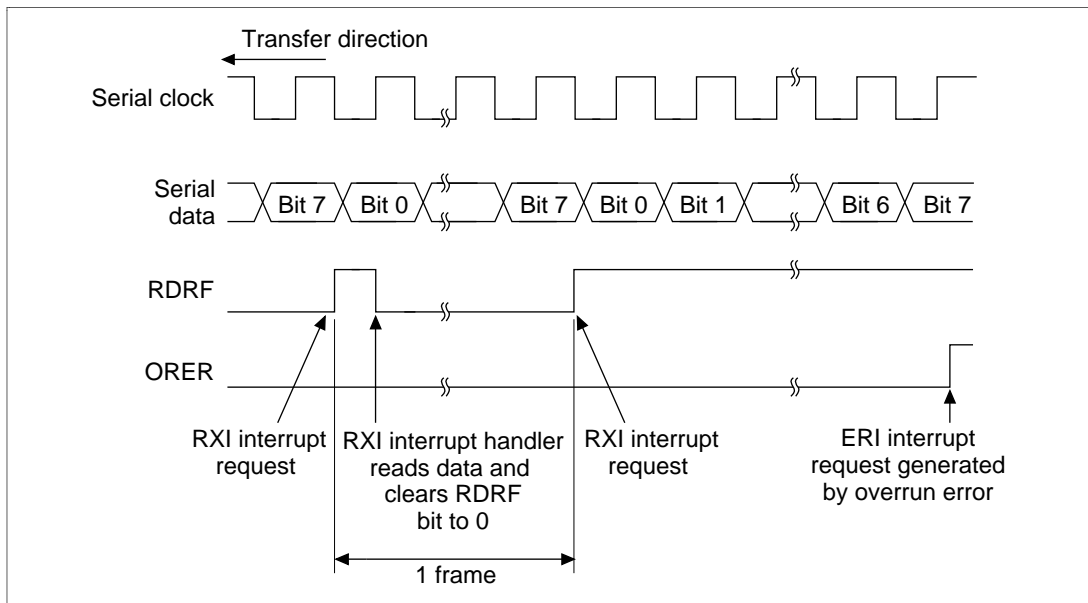 Transfer direction
Serial clock
Serial
data
Bit 7
Bit 0
Bit 7
Bit 0
Bit 1
Bit 6
Bit 7
RDRF
ORER
RXI interrupt
request
RXI interrupt handler
reads data and
clears RDRF
bit to 0
RXI interrupt
request
ERI interrupt
request generated
by overrun error
1 frame